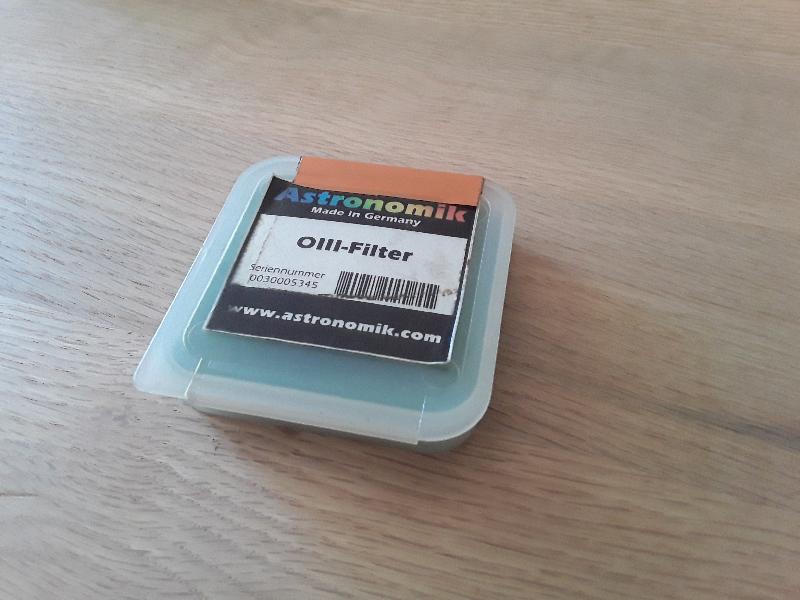 Astronomik
Made in Germany
OIII-Filter
Seriennummer
0030005345
www.astronomik.com